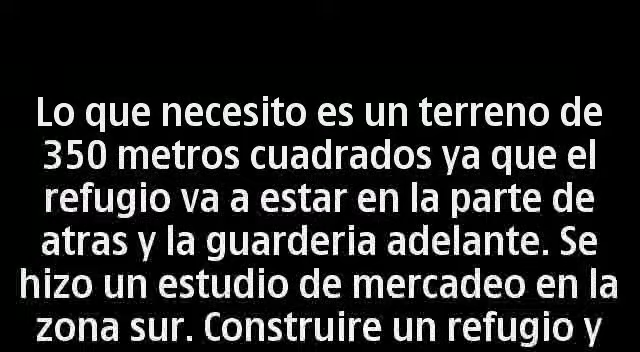 Lo que necesito es un terreno de
350 metros cuadrados ya que el
refugio va a estar en la parte de
atras y la guarderia adelante. Se
hizo un estudio de mercadeo en la
zona sur. Construire un refugio y